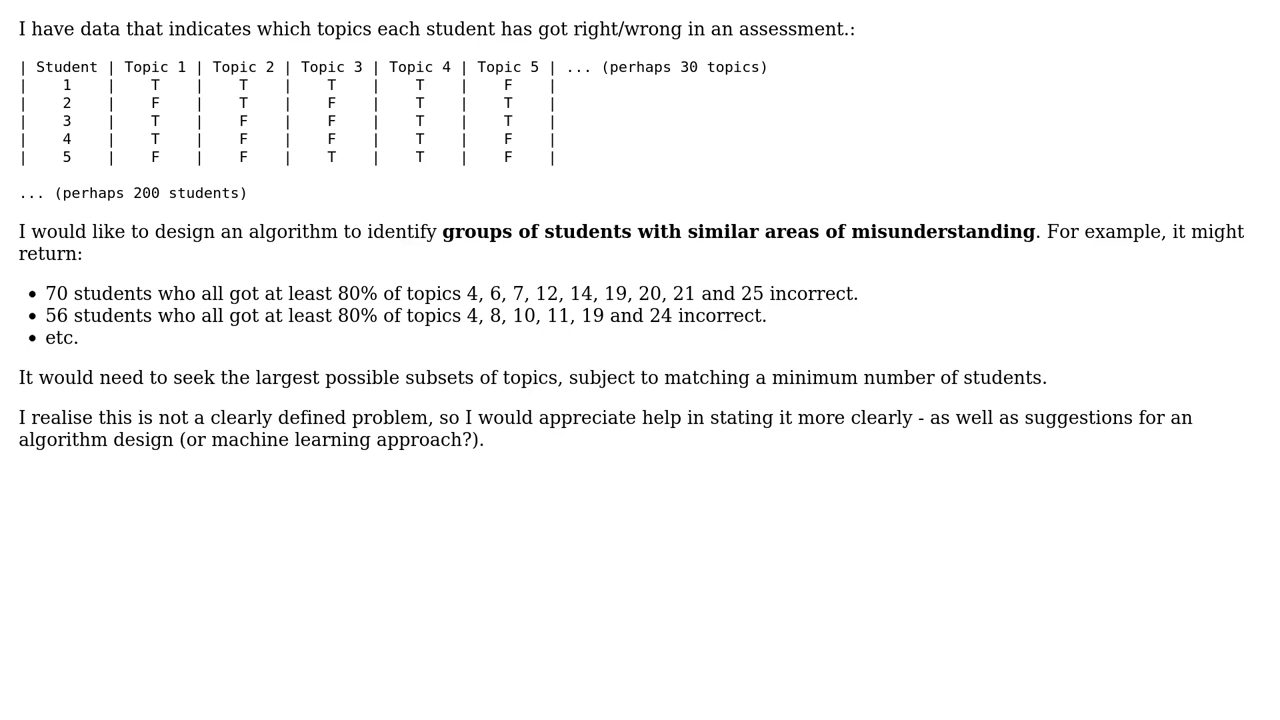 I have data that indicates which topics each student has got right/wrong in an assessment.:
| Student | Topic 1 | Topic 2 | Topic 3 | Topic 4 | Topic 5 | ... (perhaps 30 topics)
|    1    |    T    |    T    |    T    |    T    |    F    |
|    2    |    F    |    T    |    F    |    T    |    T    |
|    3    |    T    |    F    |    F    |    T    |    T    |
|    4    |    T    |    F    |    F    |    T    |    F    |
|    5    |    F    |    F    |    T    |    T    |    F    |
... (perhaps 200 students)
I would like to design an algorithm to identify groups of students with similar areas of misunderstanding. For example, it might
return:
• 70 students who all got at least 80% of topics 4, 6, 7, 12, 14, 19, 20, 21 and 25 incorrect.
• 56 students who all got at least 80% of topics 4, 8, 10, 11, 19 and 24 incorrect.
• etc.
It would need to seek the largest possible subsets of topics, subject to matching a minimum number of students.
I realise this is not a clearly defined problem, so I would appreciate help in stating it more clearly - as well as suggestions for an
algorithm design (or machine learning approach?).